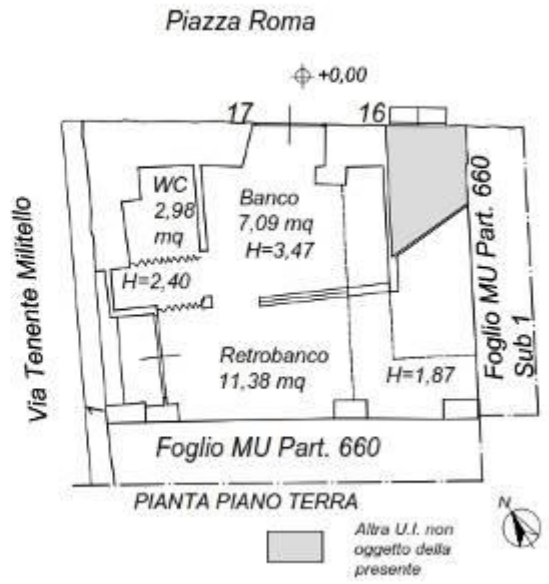 Piazza Roma
+0,00
17
16
WC
2,98
mq
Banco
7,09 mq
H=3,47
H=2,40
Retrobanco
11,38 mq
H=1,87
Via Tenente Militello
1
Foglio MU Part. 660
Sub 1
Foglio MU Part. 660
PIANTA PIANO TERRA
N
Altra U.I. non
oggetto della
presente